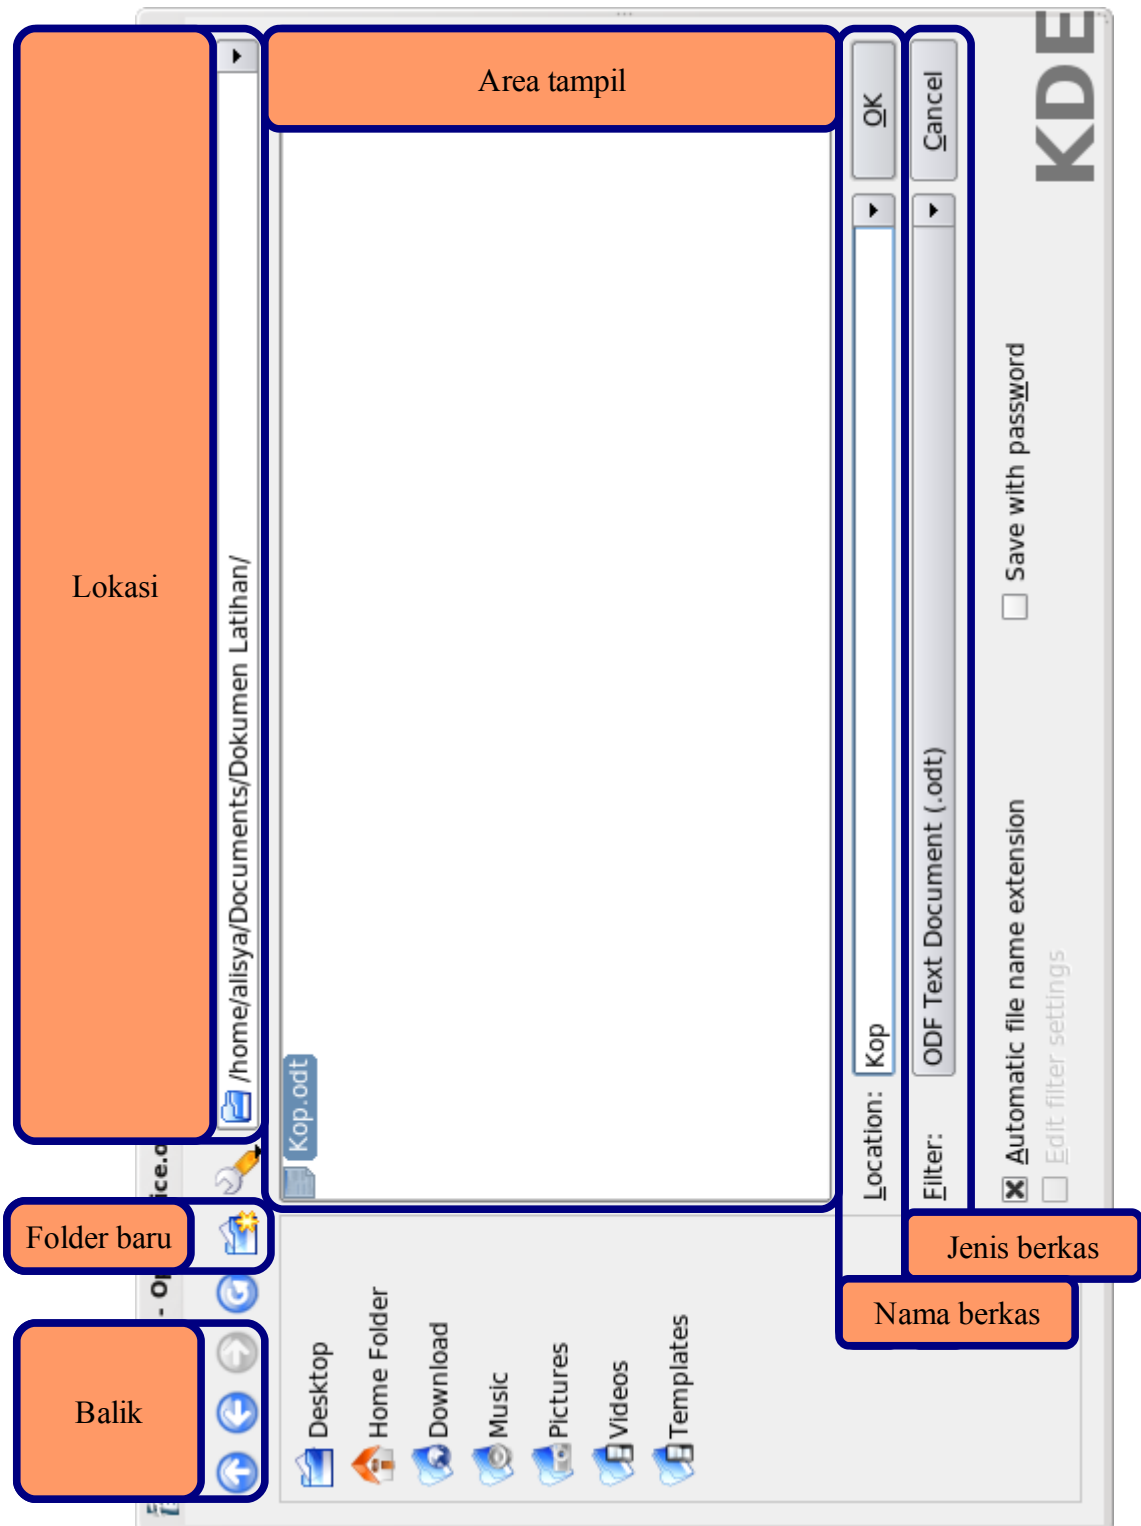 Lokasi
Area tampil
Folder baru
Balik
Jenis berkas
Nama berkas
- Op
ice.o
/home/alisya/Documents/Dokumen Latihan/
Desktop
Home Folder
Download
Music
Pictures
Videos
Templates
Kop.odt
Location: Kop OK
Filter: ODF Text Document (.odt) Cancel
Automatic file name extension Save with password
Edit filter settings
KDE